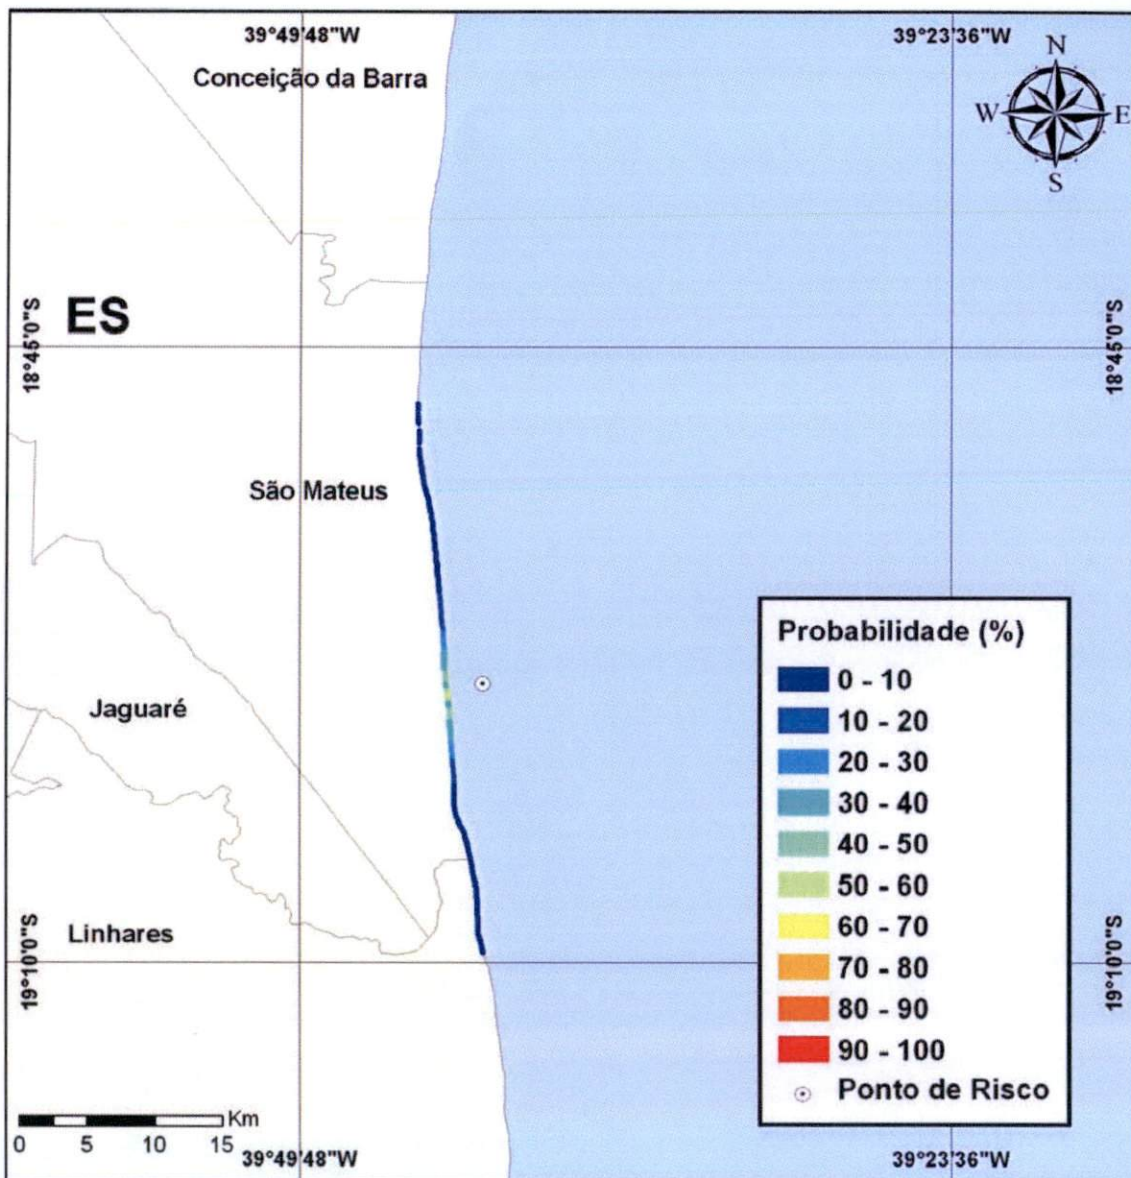 39°49'48"W
39°23'36"W
Conceição da Barra
N
W
E
S
ES
18°45'0"S
18°45'0"S
São Mateus
Probabilidade (%)
0 - 10
10 - 20
20 - 30
30 - 40
40 - 50
50 - 60
60 - 70
70 - 80
80 - 90
90 - 100
Ponto de Risco
Jaguaré
Linhares
19°10'0"S
19°10'0"S
Km
0 5 10 15
39°49'48"W
39°23'36"W